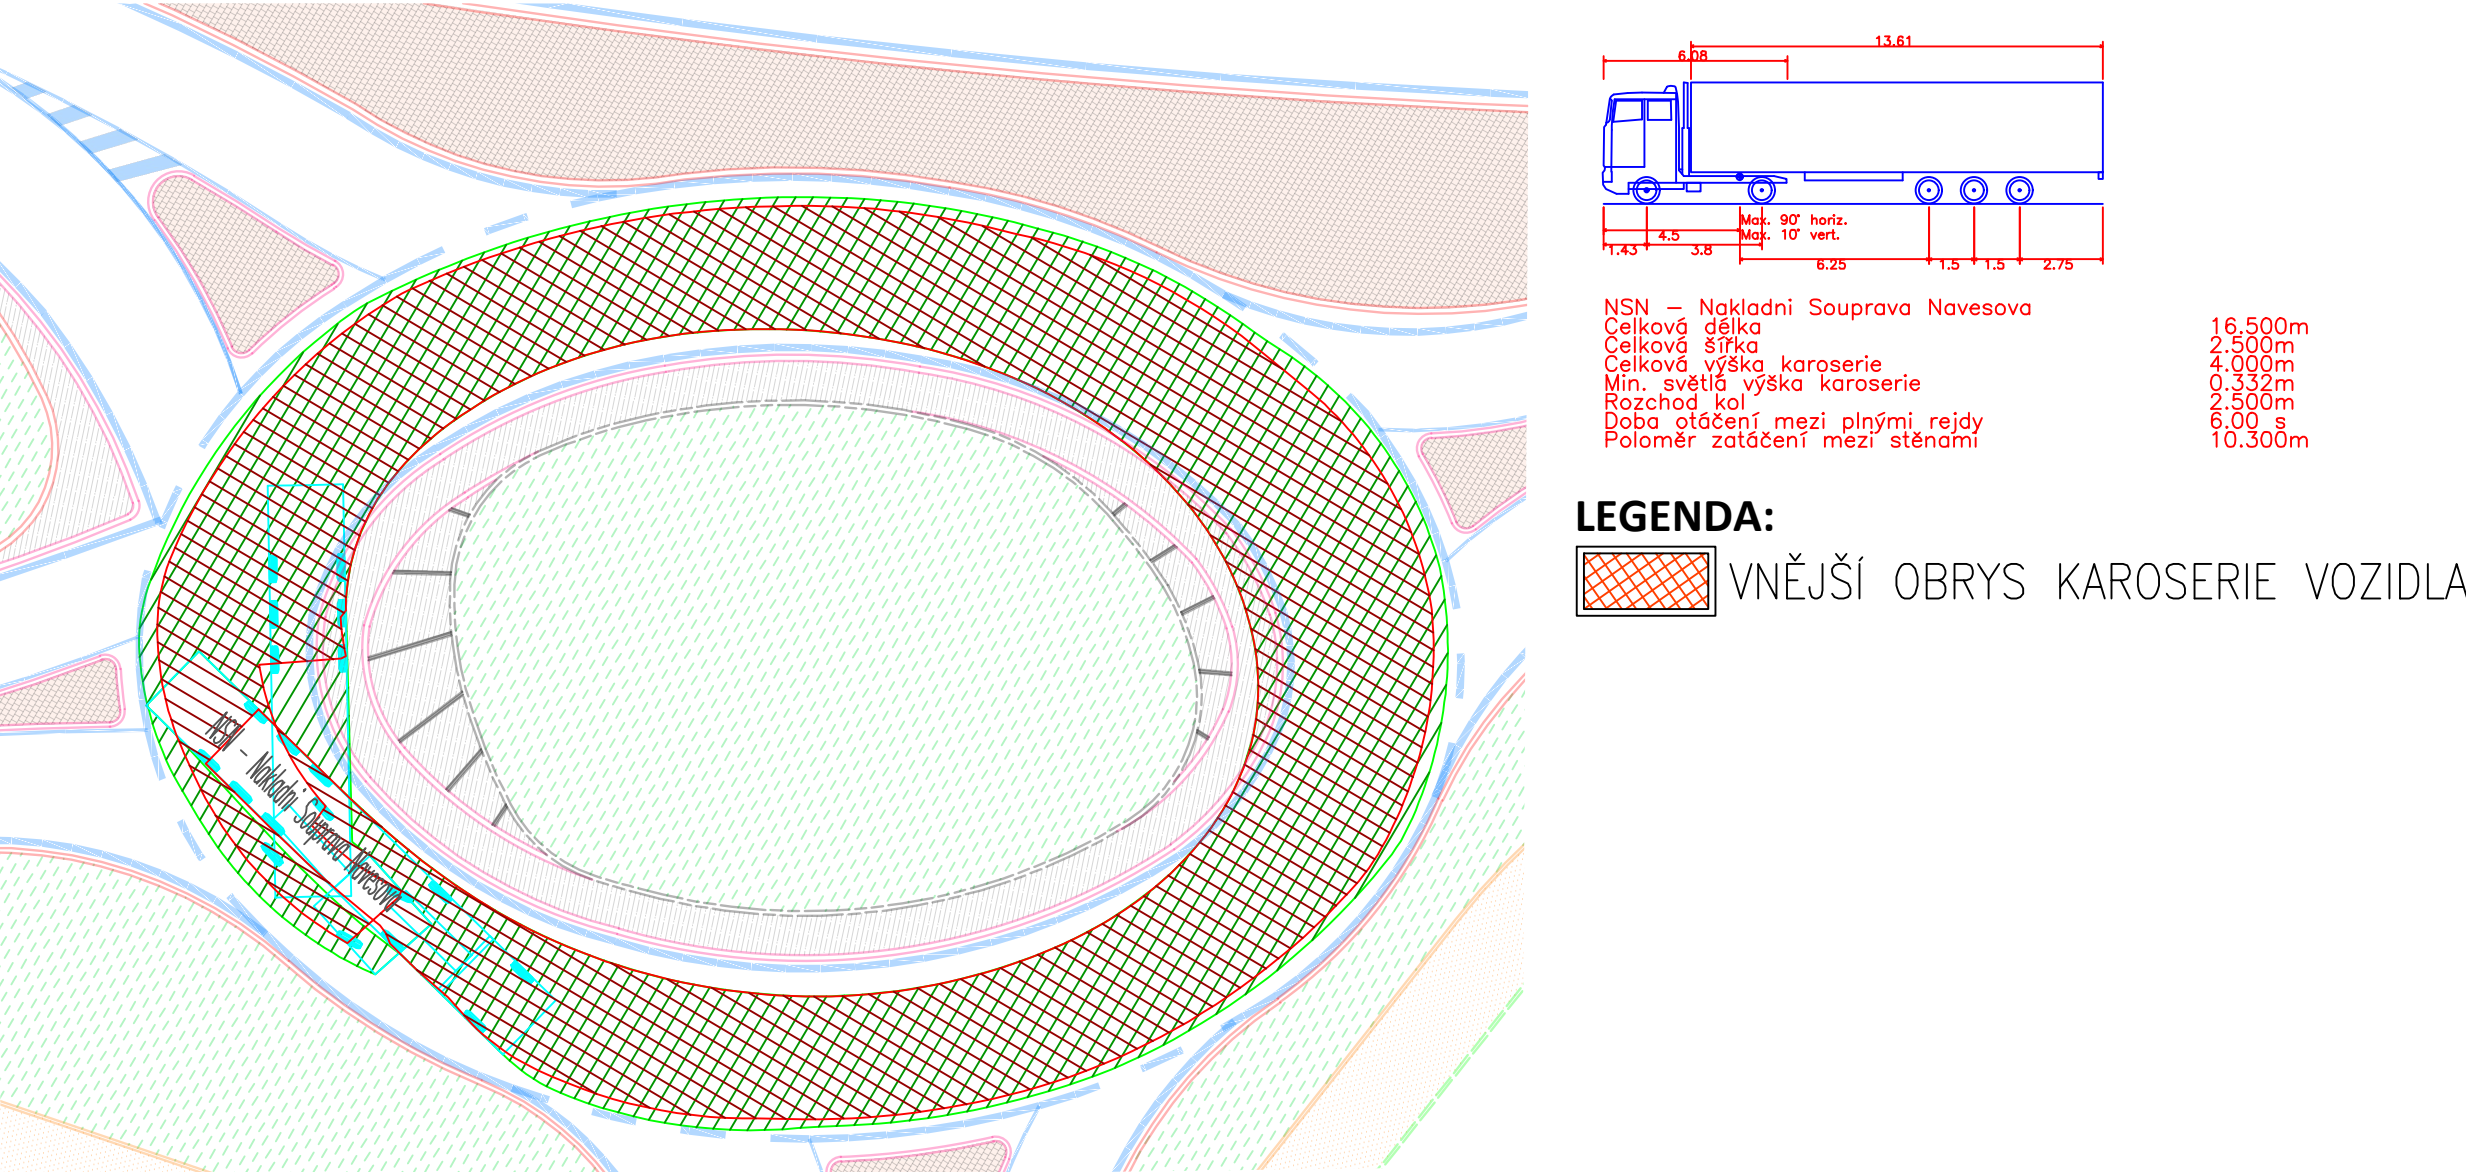 13.61
6.08
Max. 90° horiz.
Max. 10° vert.
4.5
1.43
3.8
6.25
1.5
1.5
2.75
NSN – Nakladni Souprava Navesova
Celková délka 16.500m
Celková šířka 2.500m
Celková výška karoserie 4.000m
Min. světlá výška karoserie 0.332m
Rozchod kol 2.500m
Doba otáčení mezi plnými rejdy 6.00 s
Poloměr zatáčení mezi stěnami 10.300m
LEGENDA:
VNĚJŠÍ OBRYS KAROSERIE VOZIDLA
NSN – Nakladni Souprava Navesova